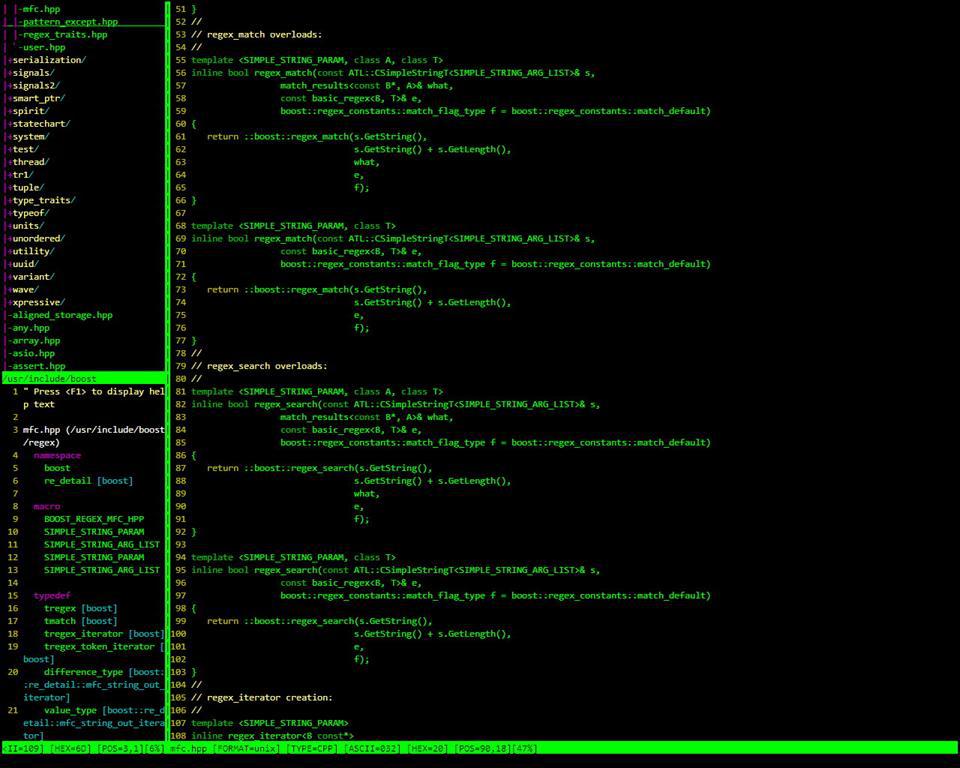 | |-mfc.hpp
| |-pattern_except.hpp
| |-regex_traits.hpp
| `-user.hpp
|+serialization/
|+signals/
|+signals2/
|+smart_ptr/
|+spirit/
|+statechart/
|+system/
|+test/
|+thread/
|+tr1/
|+tuple/
|+type_traits/
|+typeof/
|+units/
|+unordered/
|+utility/
|+uuid/
|+variant/
|+wave/
|+xpressive/
|-aligned_storage.hpp
|-any.hpp
|-array.hpp
|-asio.hpp
|-assert.hpp
/usr/include/boost
1 " Press <F1> to display hel
p text
2
3 mfc.hpp (/usr/include/boost
/regex)
4 namespace
5 boost
6 re_detail [boost]
7
8 macro
9 BOOST_REGEX_MFC_HPP
10 SIMPLE_STRING_PARAM
11 SIMPLE_STRING_ARG_LIST
12 SIMPLE_STRING_PARAM
13 SIMPLE_STRING_ARG_LIST
14
15 typedef
16 tregex [boost]
17 tmatch [boost]
18 tregex_iterator [boost]
19 tregex_token_iterator [
boost]
20 difference_type [boost:
:re_detail::mfc_string_out_
iterator]
21 value_type [boost::re_d
etail::mfc_string_out_itera
tor]
51 }
52 //
53 // regex_match overloads:
54 //
55 template <SIMPLE_STRING_PARAM, class A, class T>
56 inline bool regex_match(const ATL::CSimpleStringT<SIMPLE_STRING_ARG_LIST>& s,
57 match_results<const B*, A>& what,
58 const basic_regex<B, T>& e,
59 boost::regex_constants::match_flag_type f = boost::regex_constants::match_default)
60 {
61 return ::boost::regex_match(s.GetString(),
62 s.GetString() + s.GetLength(),
63 what,
64 e,
65 f);
66 }
67
68 template <SIMPLE_STRING_PARAM, class T>
69 inline bool regex_match(const ATL::CSimpleStringT<SIMPLE_STRING_ARG_LIST>& s,
70 const basic_regex<B, T>& e,
71 boost::regex_constants::match_flag_type f = boost::regex_constants::match_default)
72 {
73 return ::boost::regex_match(s.GetString(),
74 s.GetString() + s.GetLength(),
75 e,
76 f);
77 }
78 //
79 // regex_search overloads:
80 //
81 template <SIMPLE_STRING_PARAM, class A, class T>
82 inline bool regex_search(const ATL::CSimpleStringT<SIMPLE_STRING_ARG_LIST>& s,
83 match_results<const B*, A>& what,
84 const basic_regex<B, T>& e,
85 boost::regex_constants::match_flag_type f = boost::regex_constants::match_default)
86 {
87 return ::boost::regex_search(s.GetString(),
88 s.GetString() + s.GetLength(),
89 what,
90 e,
91 f);
92 }
93
94 template <SIMPLE_STRING_PARAM, class T>
95 inline bool regex_search(const ATL::CSimpleStringT<SIMPLE_STRING_ARG_LIST>& s,
96 const basic_regex<B, T>& e,
97 boost::regex_constants::match_flag_type f = boost::regex_constants::match_default)
98 {
99 return ::boost::regex_search(s.GetString(),
100 s.GetString() + s.GetLength(),
101 e,
102 f);
103 }
104 //
105 // regex_iterator creation:
106 //
107 template <SIMPLE_STRING_PARAM>
108 inline regex_iterator<B const*>
<II=109] [HEX=6D] [POS=3,1][6%] mfc.hpp [FORMAT=unix] [TYPE=CPP] [ASCII=032] [HEX=20] [POS=90,18][47%]